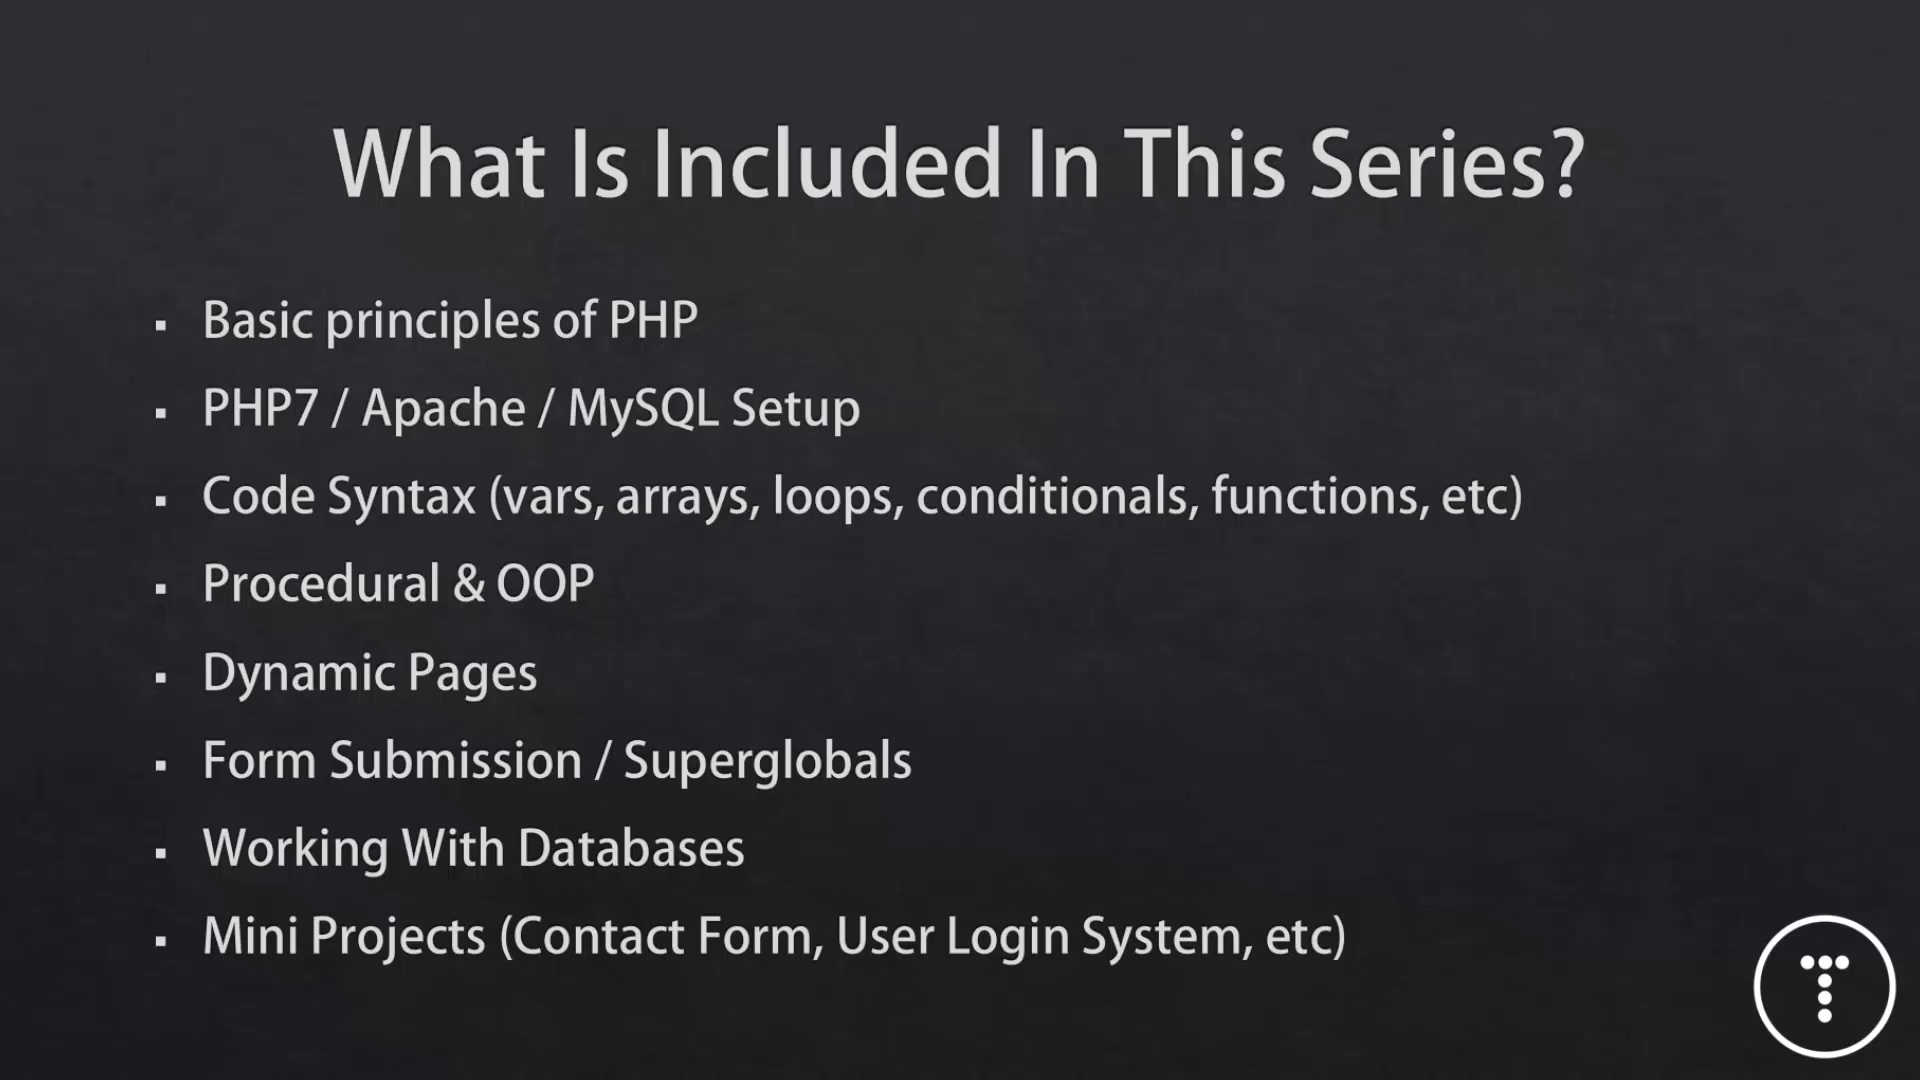 What Is Included In This Series?
▪ Basic principles of PHP
▪ PHP7 / Apache / MySQL Setup
▪ Code Syntax (vars, arrays, loops, conditionals, functions, etc)
▪ Procedural & OOP
▪ Dynamic Pages
▪ Form Submission / Superglobals
▪ Working With Databases
▪ Mini Projects (Contact Form, User Login System, etc)
T